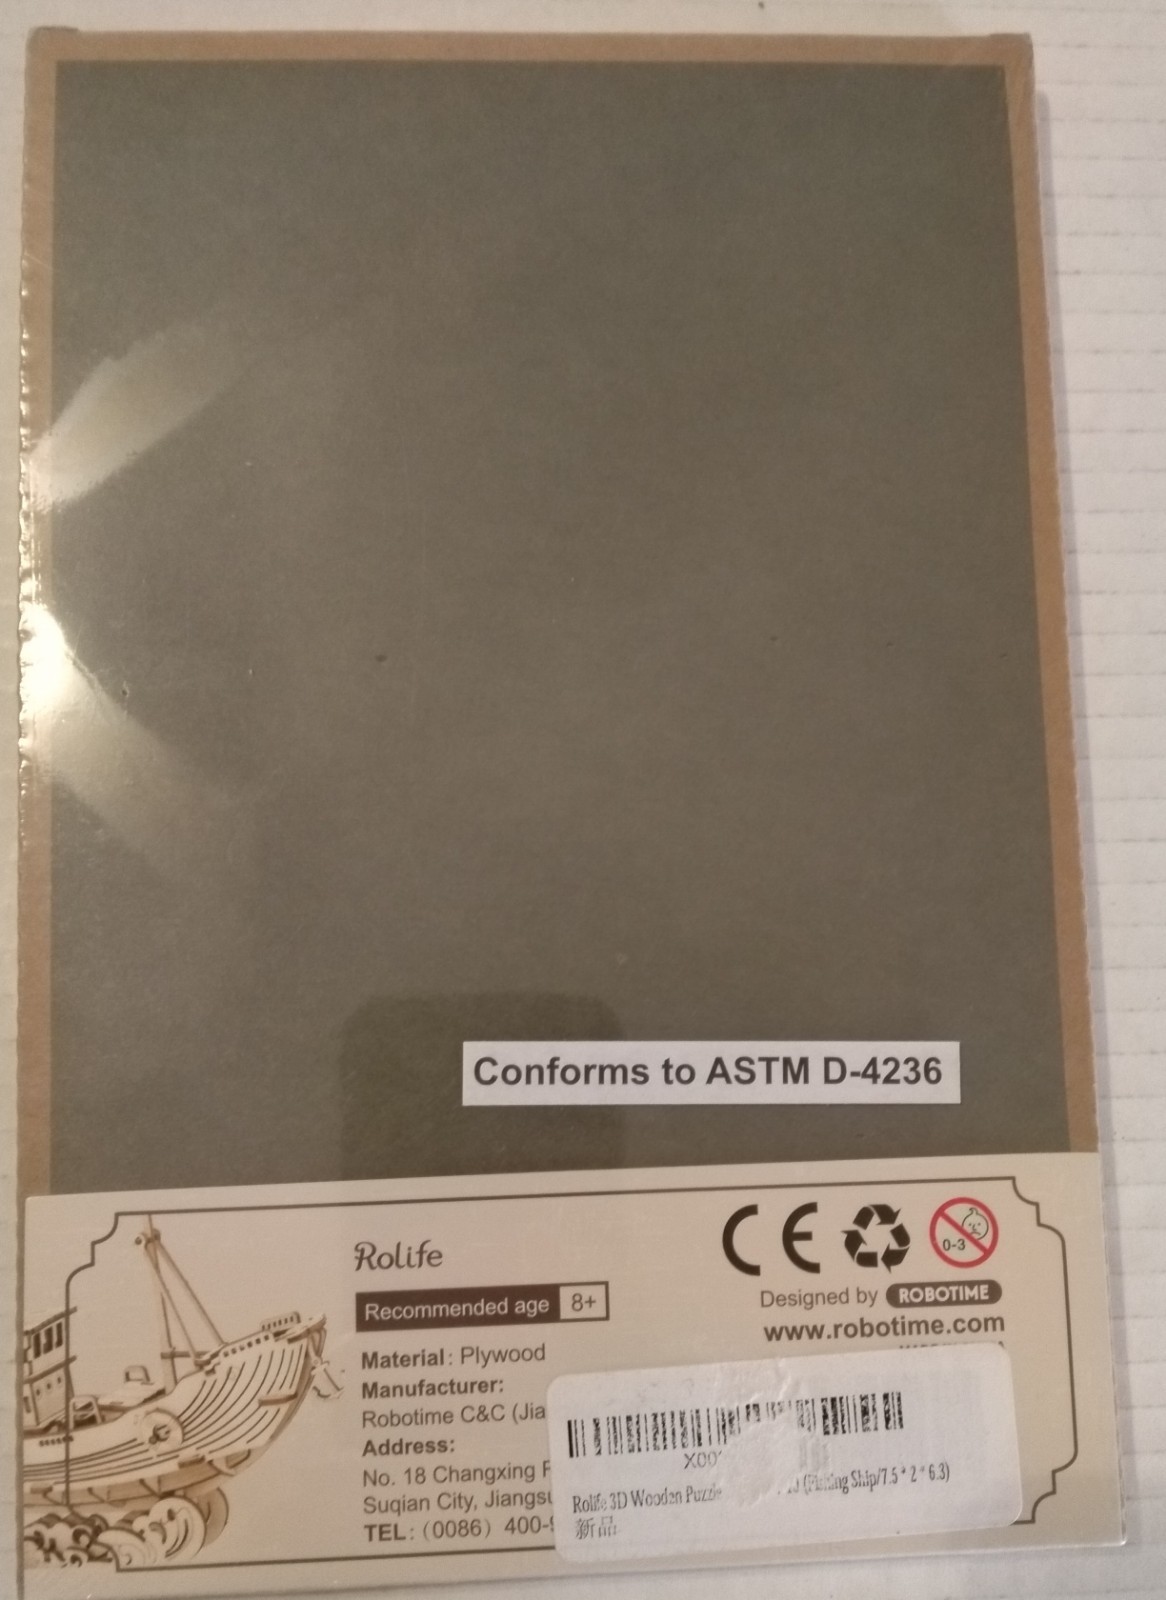 Conforms to ASTM D-4236
Rolife
Recommended age 8+
0-3
Designed by ROBOTIME
www.robotime.com
Material: Plywood
Manufacturer:
Robotime C&C (Jia
Address:
No. 18 Changxing
Suqian City, Jiangsu
TEL: (0086) 400-
X00
Rolife 3D Wooden Puzzle (Fishing Ship/7.5 * 2 * 6.3)
新品